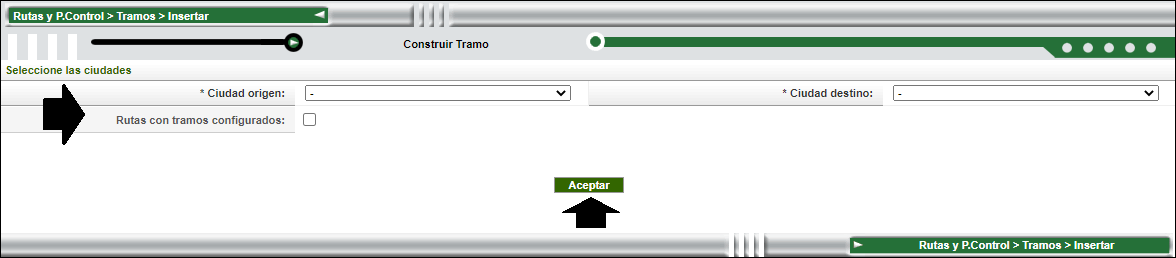 Rutas y P.Control > Tramos > Insertar
Construir Tramo
Seleccione las ciudades
* Ciudad origen: - * Ciudad destino: -
Rutas con tramos configurados:
Aceptar
Rutas y P.Control > Tramos > Insertar